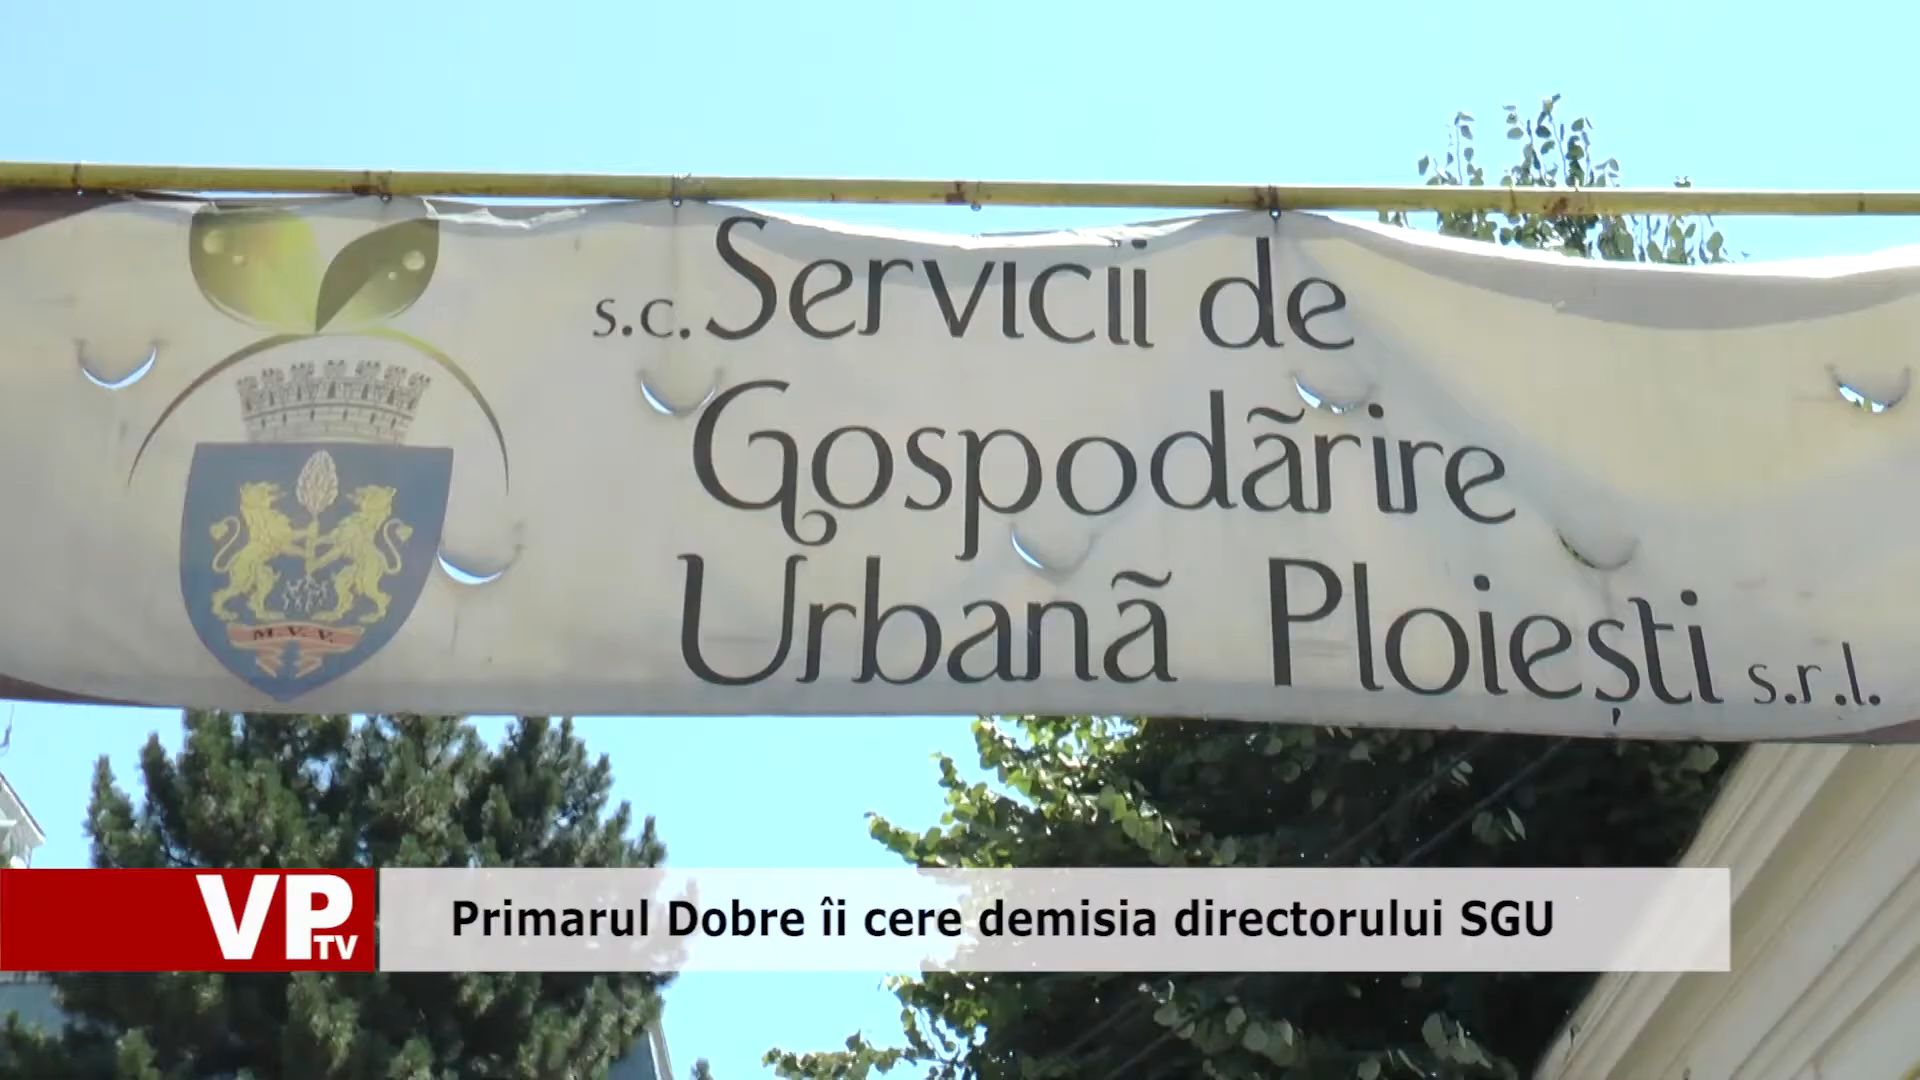 s.c. Servicii de
Gospodãrire
Urbanã Ploiești s.r.l.
M. V. V.
VP TV
Primarul Dobre îi cere demisia directorului SGU